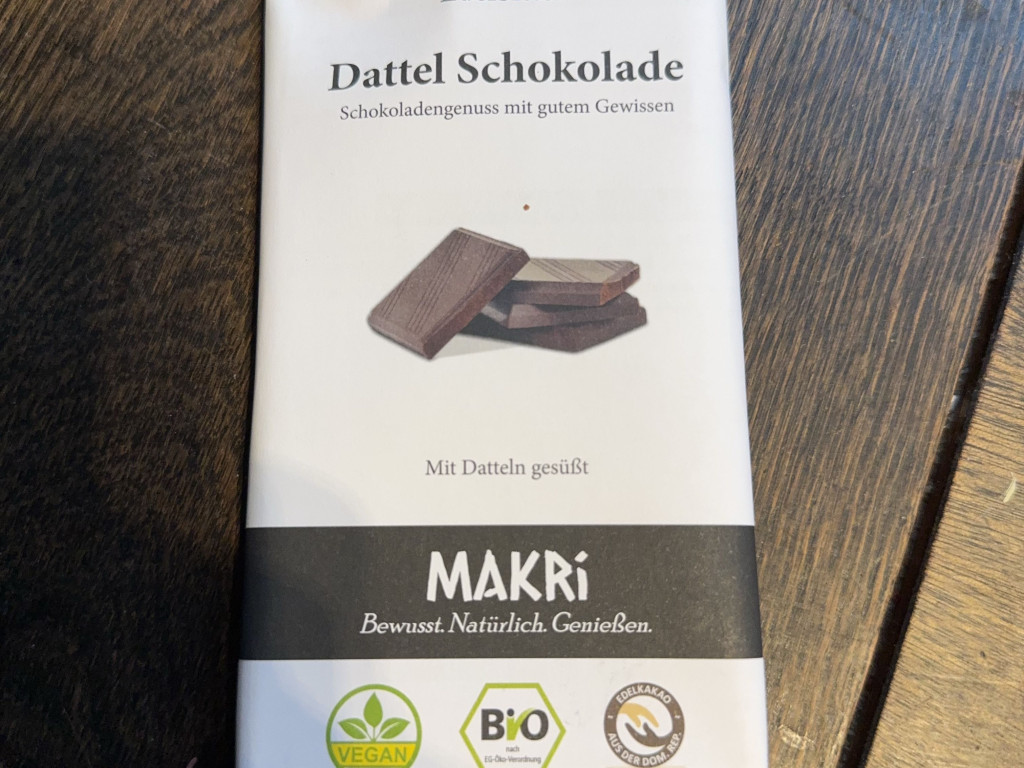 Dattel Schokolade
Schokoladengenuss mit gutem Gewissen
Mit Datteln gesüßt
MAKRi
Bewusst. Natürlich. Genießen.
VEGAN
BiO
nach
EG-Öko-Verordnung
EDELKAKAO
AUS DER DOM. REP.